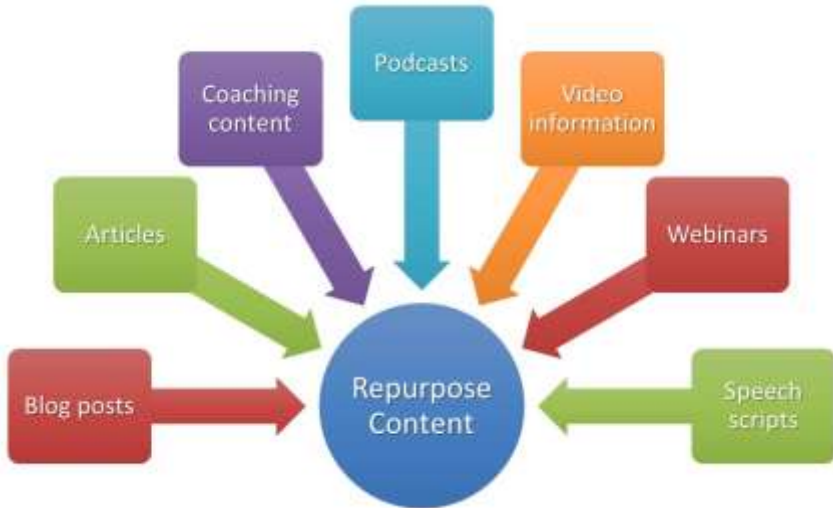 Podcasts
Coaching
content
Video
information
Articles
Webinars
Blog posts
Repurpose
Content
Speech
scripts